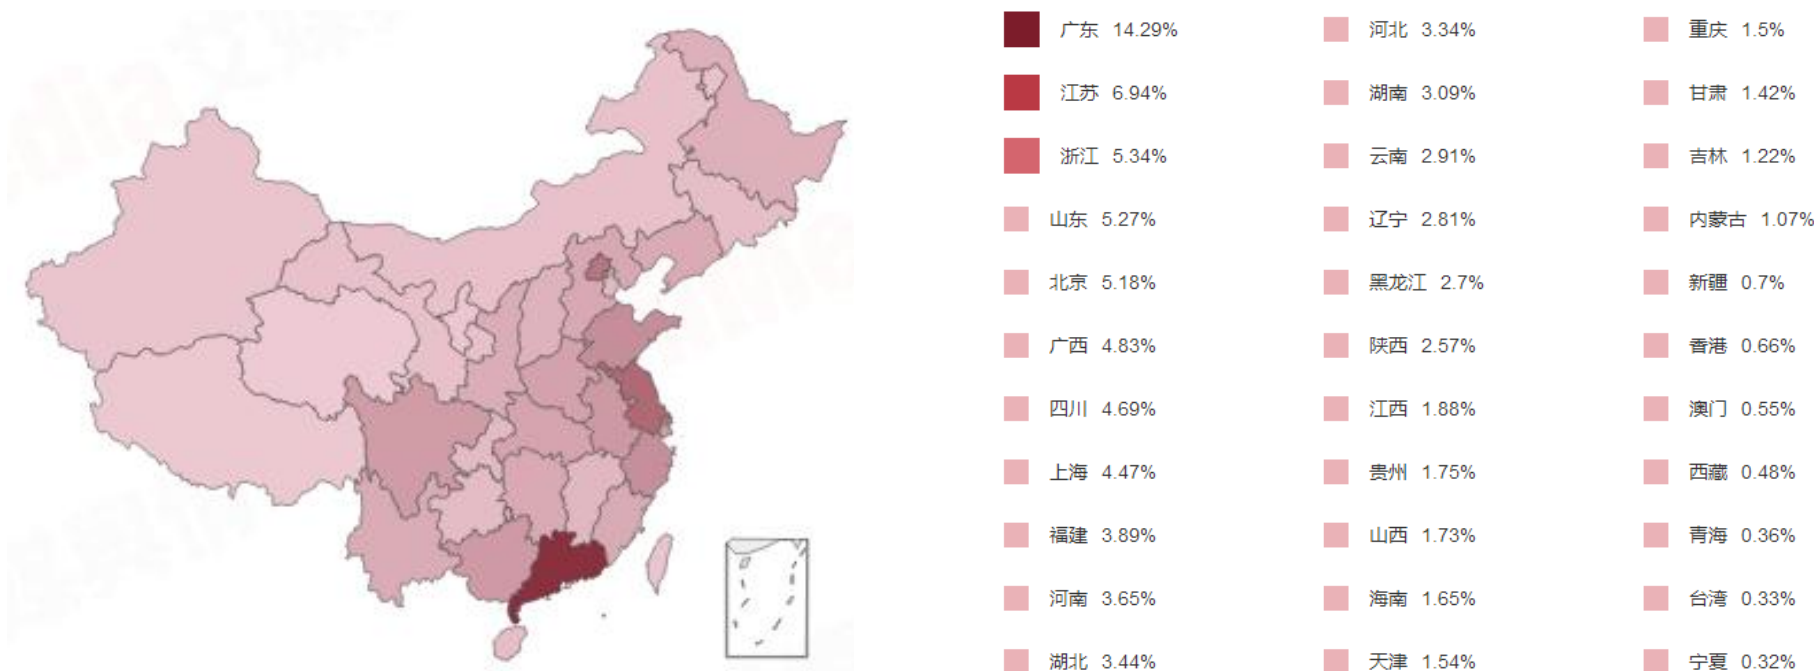 广东 14.29%
江苏 6.94%
浙江 5.34%
山东 5.27%
北京 5.18%
广西 4.83%
四川 4.69%
上海 4.47%
福建 3.89%
河南 3.65%
湖北 3.44%
河北 3.34%
湖南 3.09%
云南 2.91%
辽宁 2.81%
黑龙江 2.7%
陕西 2.57%
江西 1.88%
贵州 1.75%
山西 1.73%
海南 1.65%
天津 1.54%
重庆 1.5%
甘肃 1.42%
吉林 1.22%
内蒙古 1.07%
新疆 0.7%
香港 0.66%
澳门 0.55%
西藏 0.48%
青海 0.36%
台湾 0.33%
宁夏 0.32%